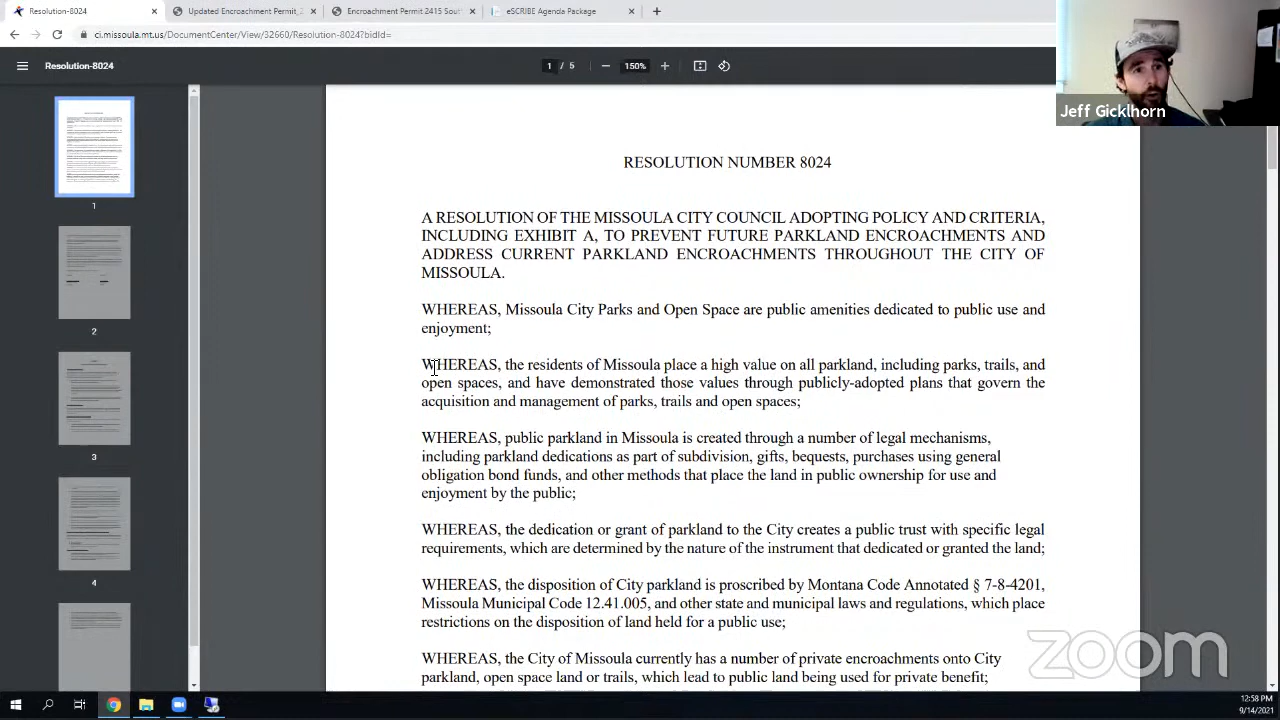 Resolution-8024
Updated Encroachment Permit_2
Encroachment Permit 2415 Sout
eSCRIBE Agenda Package
ci.missoula.mt.us/DocumentCenter/View/32660/Resolution-8024?bidId=
Resolution-8024
1 / 5
150%
Jeff Gicklhorn
1
2
3
4
RESOLUTION NUMBER 8024
A RESOLUTION OF THE MISSOULA CITY COUNCIL ADOPTING POLICY AND CRITERIA,
INCLUDING EXHIBIT A, TO PREVENT FUTURE PARKLAND ENCROACHMENTS AND
ADDRESS CURRENT PARKLAND ENCROACHMENTS THROUGHOUT THE CITY OF
MISSOULA.
WHEREAS, Missoula City Parks and Open Space are public amenities dedicated to public use and
enjoyment;
WHEREAS, the residents of Missoula place a high value on all parkland, including parks, trails, and
open spaces, and have demonstrated those values through publicly-adopted plans that govern the
acquisition and management of parks, trails and open spaces;
WHEREAS, public parkland in Missoula is created through a number of legal mechanisms,
including parkland dedications as part of subdivision, gifts, bequests, purchases using general
obligation bond funds, and other methods that place the land in public ownership for use and
enjoyment by the public;
WHEREAS, the dedication or grant of parkland to the City creates a public trust with specific legal
requirements, which are determined by the nature of the instrument that dedicated or granted the land;
WHEREAS, the disposition of City parkland is proscribed by Montana Code Annotated § 7-8-4201,
Missoula Municipal Code 12.41.005, and other state and municipal laws and regulations, which place
restrictions on the disposition of land held for a public use;
WHEREAS, the City of Missoula currently has a number of private encroachments onto City
parkland, open space land or trails, which lead to public land being used for private benefit;
zoom
12:58 PM
9/14/2021